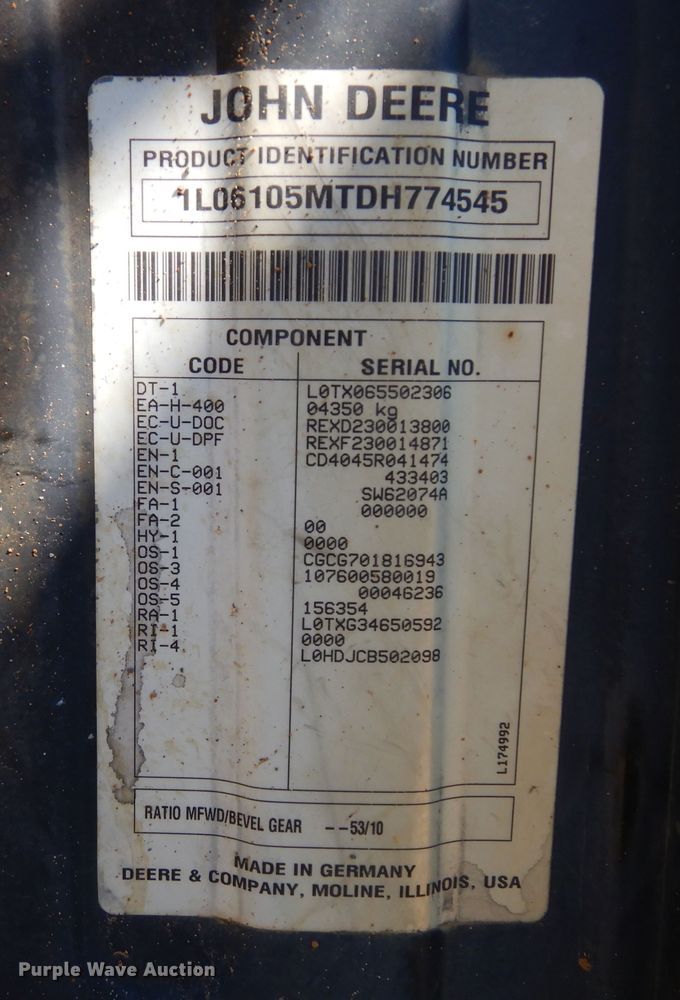 JOHN DEERE
PRODUCT IDENTIFICATION NUMBER
1L06105MTDH774545
COMPONENT
CODE SERIAL NO.
DT-1 L0TX065502306
EA-H-400 04350 kg
EC-U-DOC REXD230013800
EC-U-DPF REXF230014871
EN-1 CD4045R041474
EN-C-001 433403
EN-S-001 SW62074A
FA-1 000000
FA-2 00
HY-1 0000
OS-1 CGCG701816943
OS-3 107600580019
OS-4 00046236
OS-5 156354
RA-1 L0TXG34650592
RI-1 0000
RI-4 L0HDJCB502098
L174992
RATIO MFWD/BEVEL GEAR --53/10
MADE IN GERMANY
DEERE & COMPANY, MOLINE, ILLINOIS, USA
Purple Wave Auction